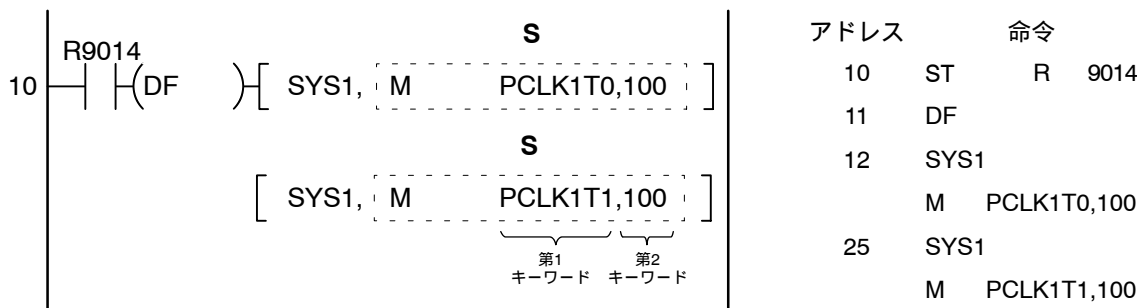 S
R9014
10 (DF ) [ SYS1, M PCLK1T0,100 ]
S
[ SYS1, M PCLK1T1,100 ]
第1 第2
キーワード キーワード
アドレス 命令
10 ST R 9014
11 DF
12 SYS1
M PCLK1T0,100
25 SYS1
M PCLK1T1,100